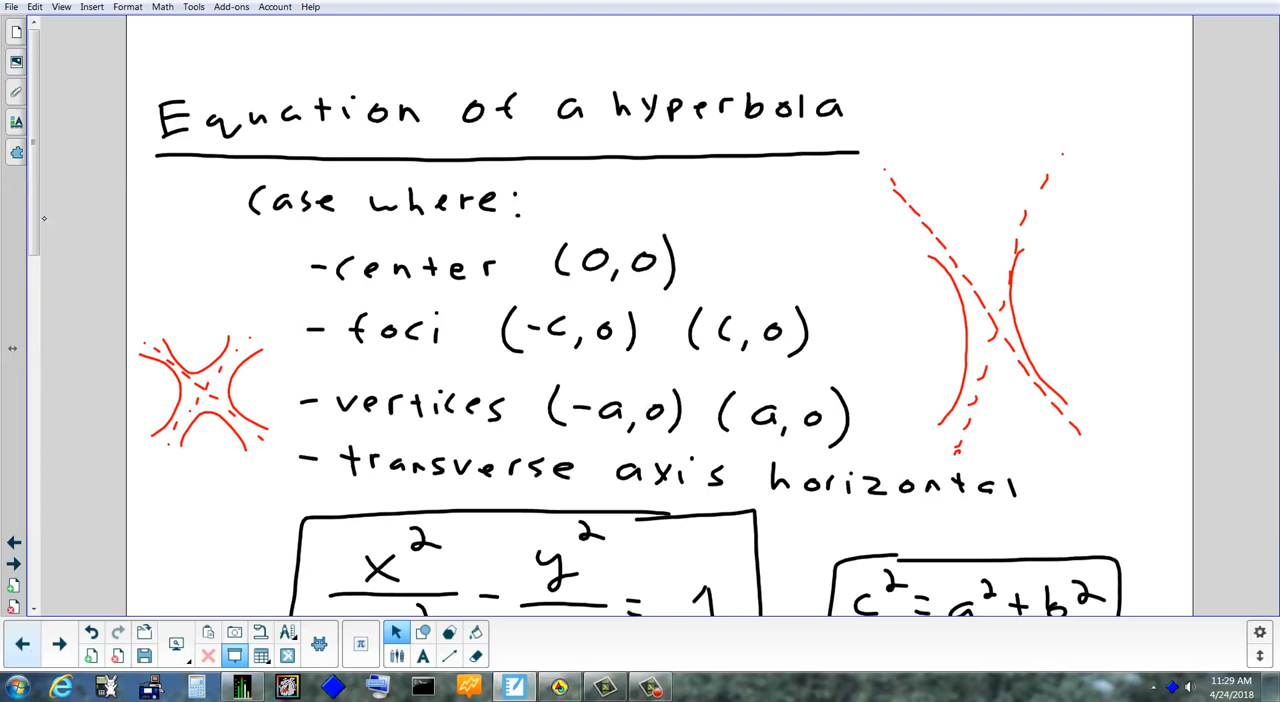 File Edit View Insert Format Math Tools Add-ons Account Help
Equation of a hyperbola
Case where:
-center (0,0)
- foci (-c,0) (c,0)
- vertices (-a,0) (a,0)
- transverse axis horizontal
x² y²
- = 1
c² = a² + b²
π
A
11:29 AM
4/24/2018